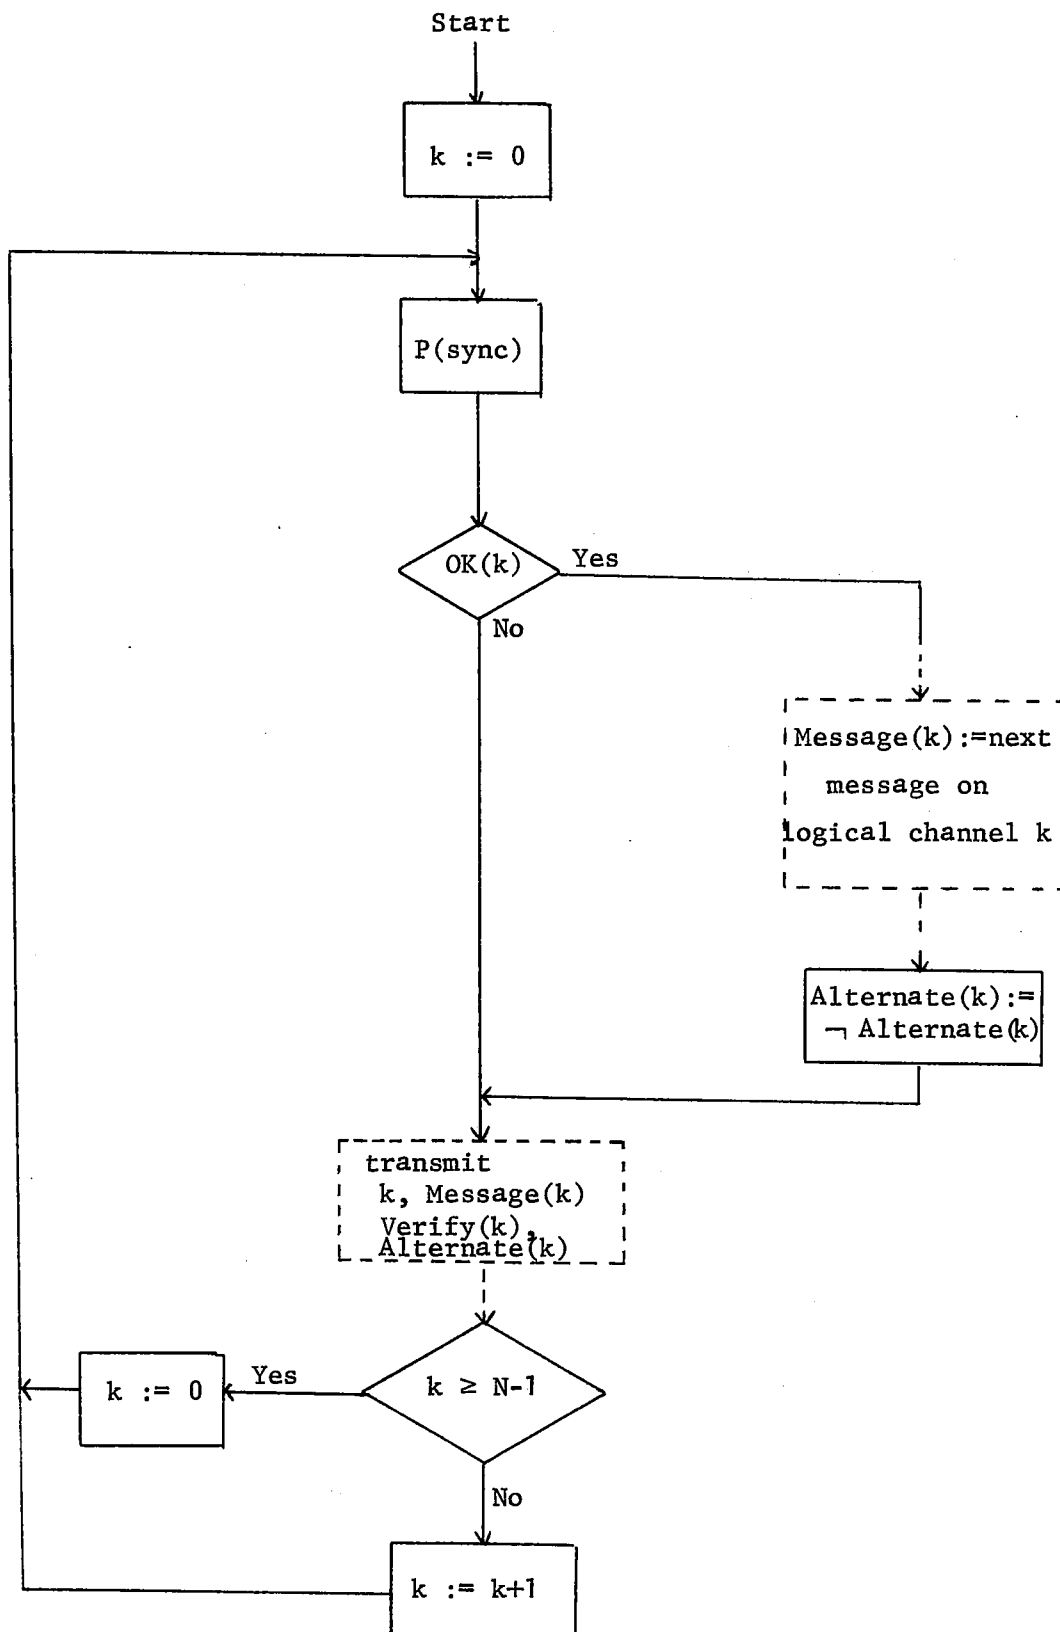 Start
k := 0
P(sync)
OK(k)
Yes
No
Message(k):=next
message on
logical channel k
Alternate(k):=
¬ Alternate(k)
transmit
k, Message(k)
Verify(k),
Alternate(k)
k ≥ N-1
Yes
k := 0
No
k := k+1